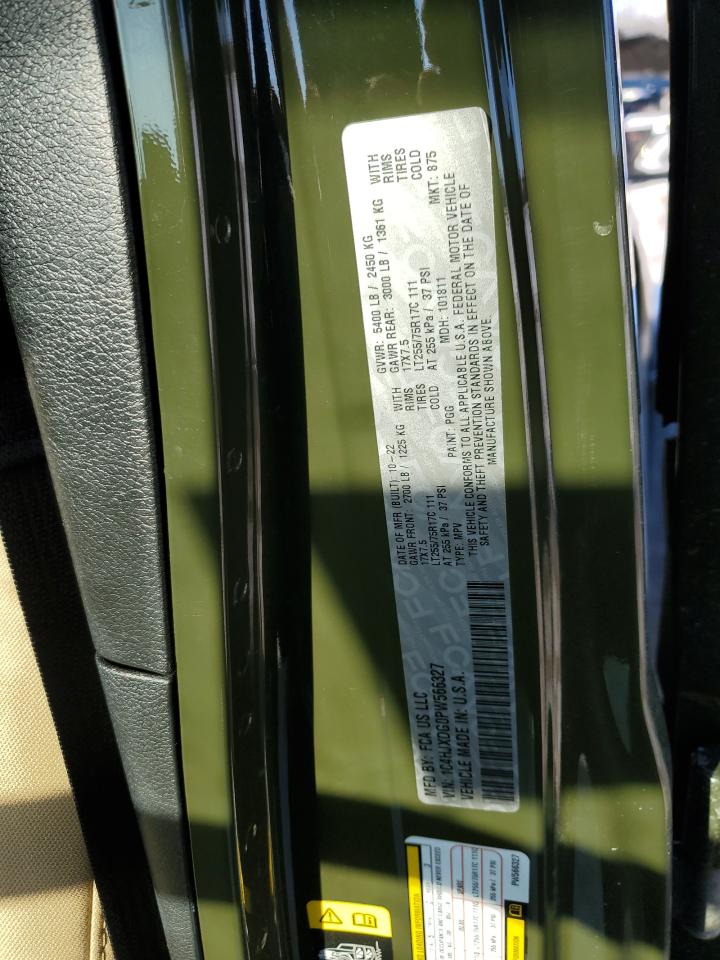 MFD BY: FCA US LLC
DATE OF MFR (BUILT): 10-22 GVWR: 5400 LB / 2450 KG
GAWR FRONT: 2700 LB / 1225 KG WITH GAWR REAR: 3000 LB / 1361 KG WITH
17X7.5 RIMS 17X7.5 RIMS
LT255/75R17C 111 TIRES LT255/75R17C 111 TIRES
AT 255 kPa / 37 PSI COLD AT 255 kPa / 37 PSI COLD
VIN: 1C4HJXDG0PW566327 TYPE: MPV PAINT: PGG MDH: 101811 MKT: 875
VEHICLE MADE IN: U.S.A. THIS VEHICLE CONFORMS TO ALL APPLICABLE U.S.A. FEDERAL MOTOR VEHICLE
SAFETY AND THEFT PREVENTION STANDARDS IN EFFECT ON THE DATE OF
MANUFACTURE SHOWN ABOVE.
LOADING INFORMATION
INFORMATION
PW566327